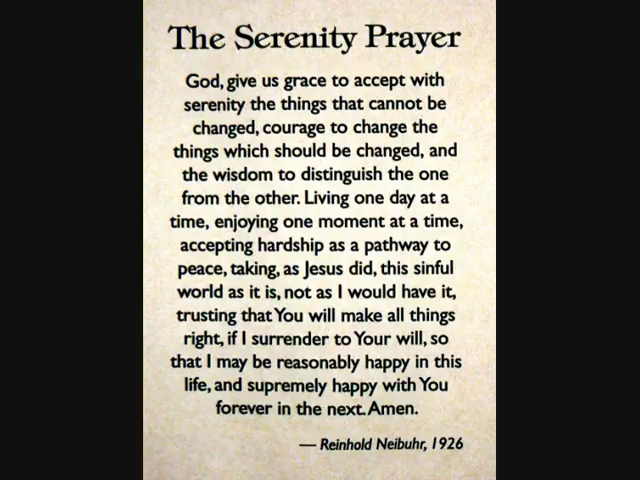 The Serenity Prayer
God, give us grace to accept with
serenity the things that cannot be
changed, courage to change the
things which should be changed, and
the wisdom to distinguish the one
from the other. Living one day at a
time, enjoying one moment at a time,
accepting hardship as a pathway to
peace, taking, as Jesus did, this sinful
world as it is, not as I would have it,
trusting that You will make all things
right, if I surrender to Your will, so
that I may be reasonably happy in this
life, and supremely happy with You
forever in the next. Amen.
— Reinhold Neibuhr, 1926